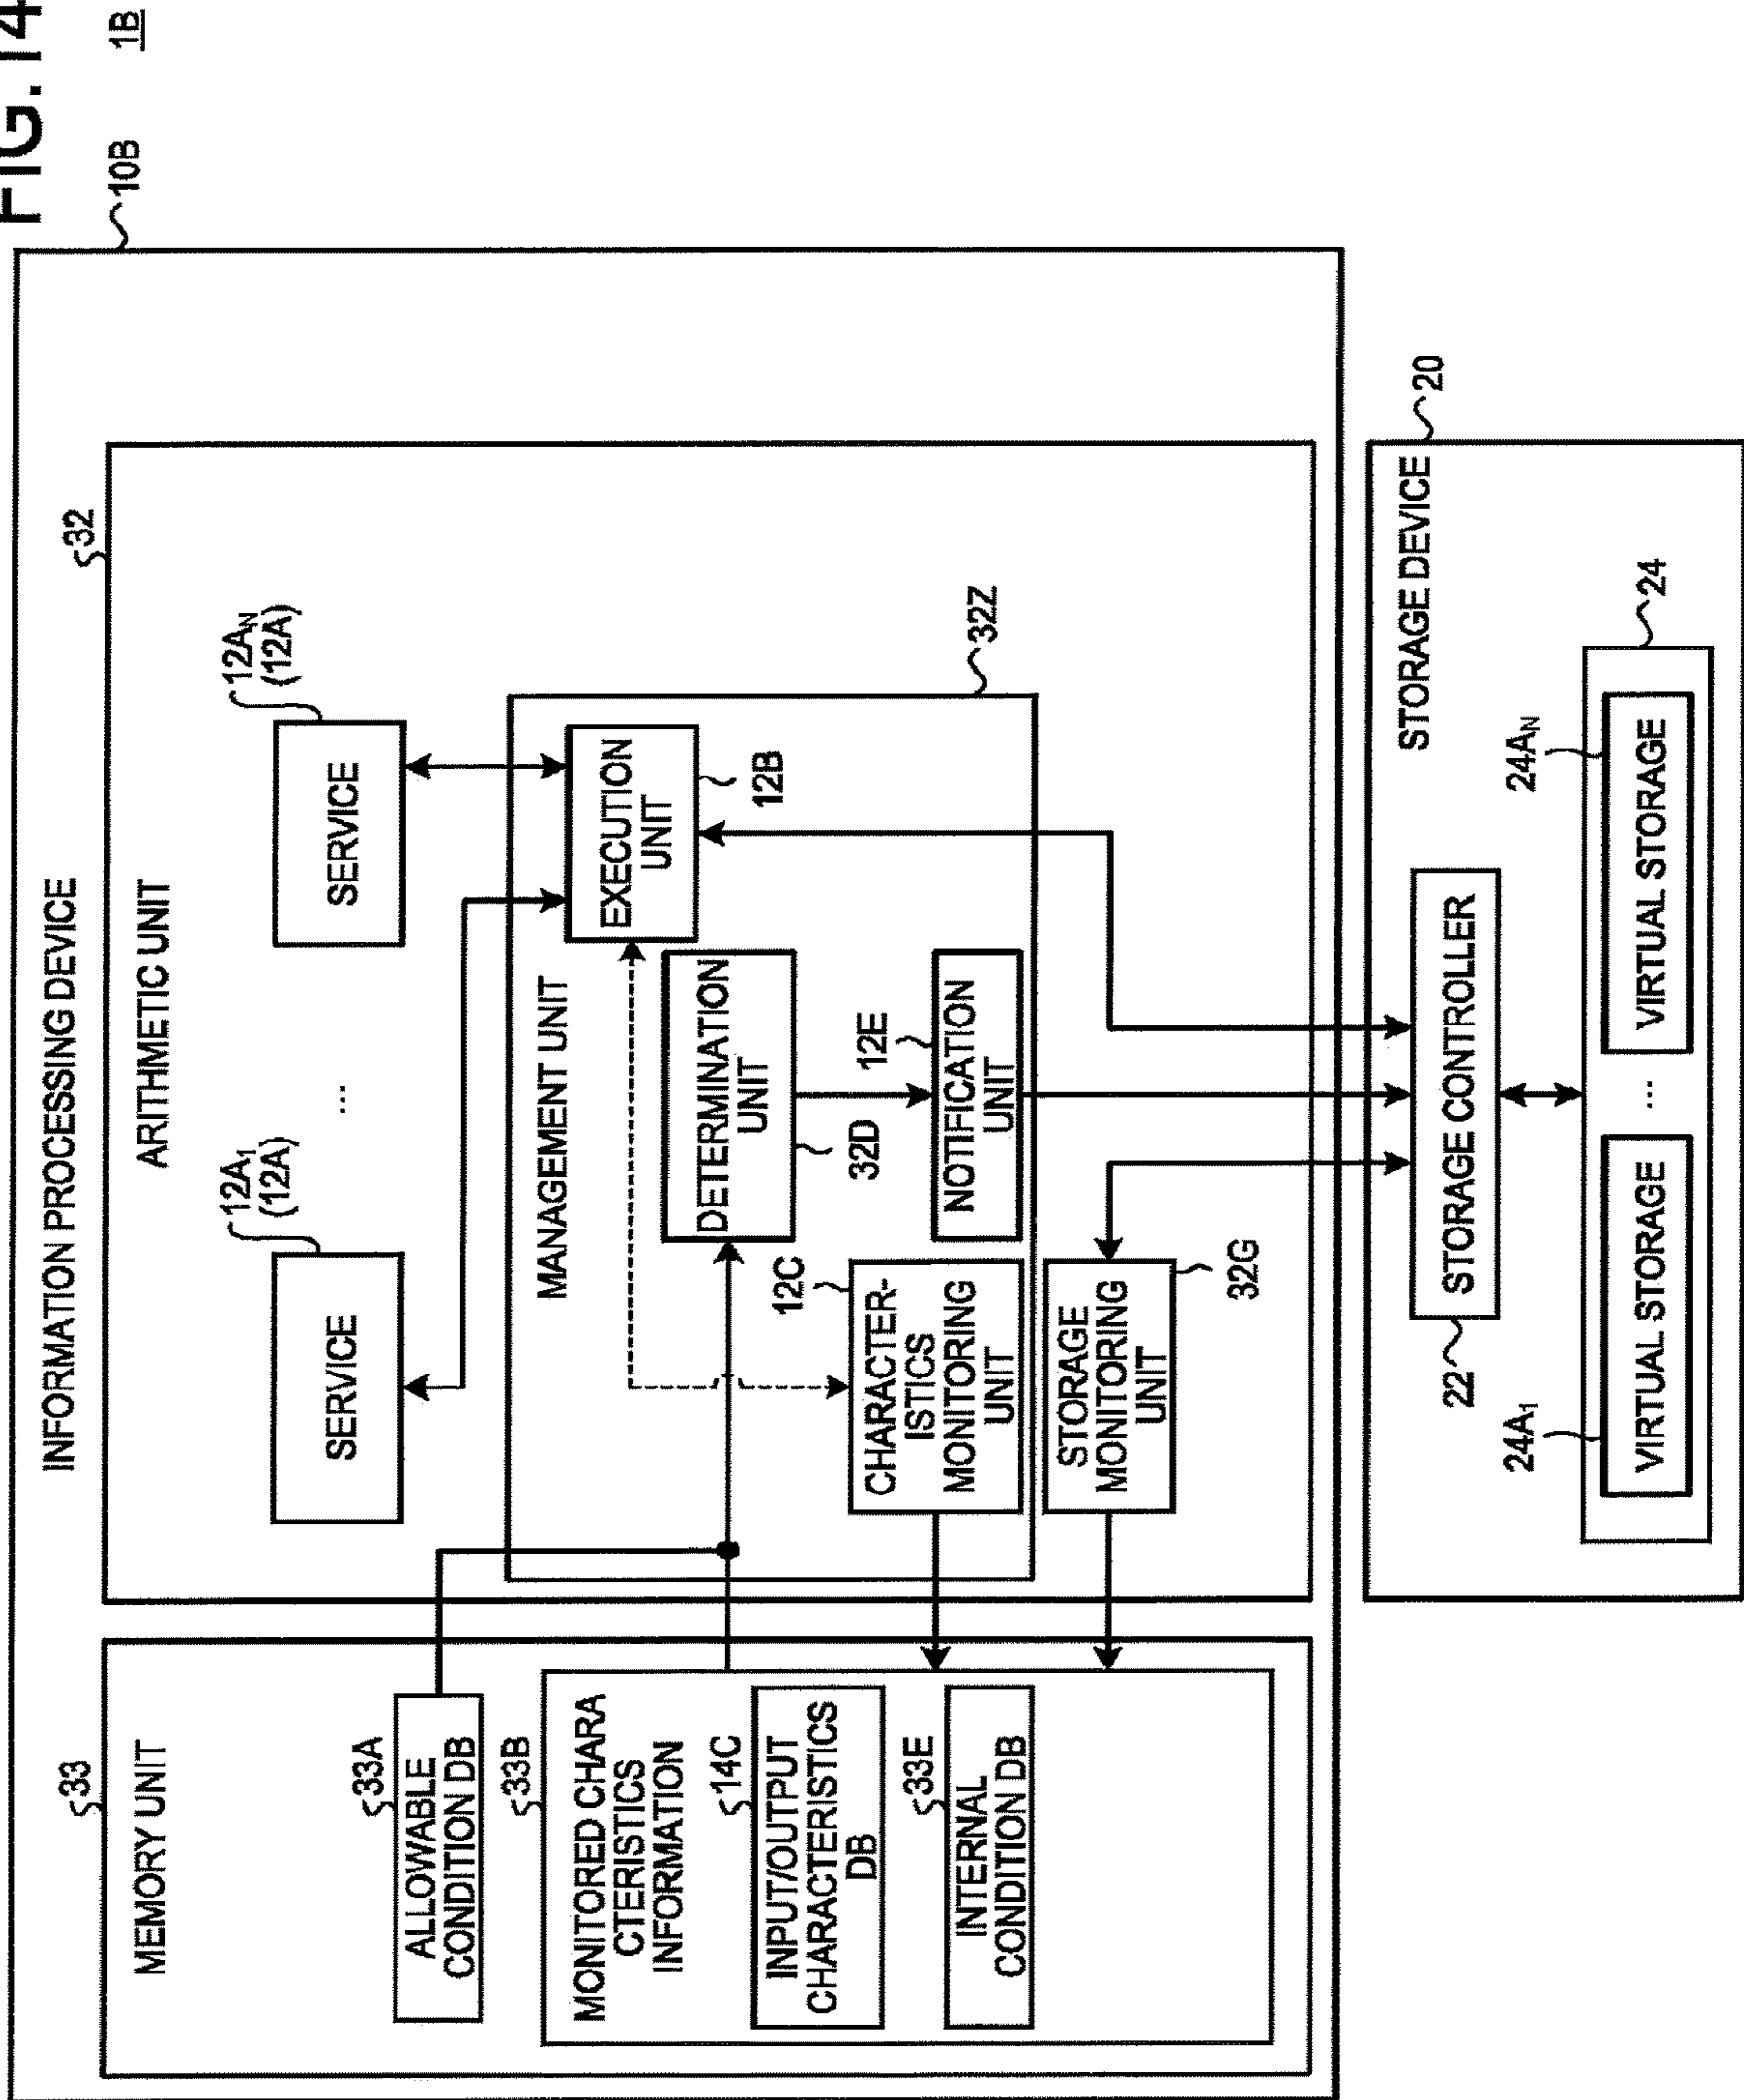 FIG.14
1B
10B
INFORMATION PROCESSING DEVICE
33
MEMORY UNIT
33A
ALLOWABLE
CONDITION DB
33B
MONITORED CHARA
CTERISTICS
INFORMATION
14C
INPUT/OUTPUT
CHARACTERISTICS
DB
33E
INTERNAL
CONDITION DB
32
ARITHMETIC UNIT
12A₁
(12A)
SERVICE
...
12Aₙ
(12A)
SERVICE
32Z
MANAGEMENT UNIT
EXECUTION
UNIT
12B
DETERMINATION
UNIT
32D
12C
CHARACTER-
ISTICS
MONITORING
UNIT
12E
NOTIFICATION
UNIT
STORAGE
MONITORING
UNIT
32G
20
STORAGE DEVICE
STORAGE CONTROLLER
22
24
24A₁
VIRTUAL STORAGE
...
24Aₙ
VIRTUAL STORAGE